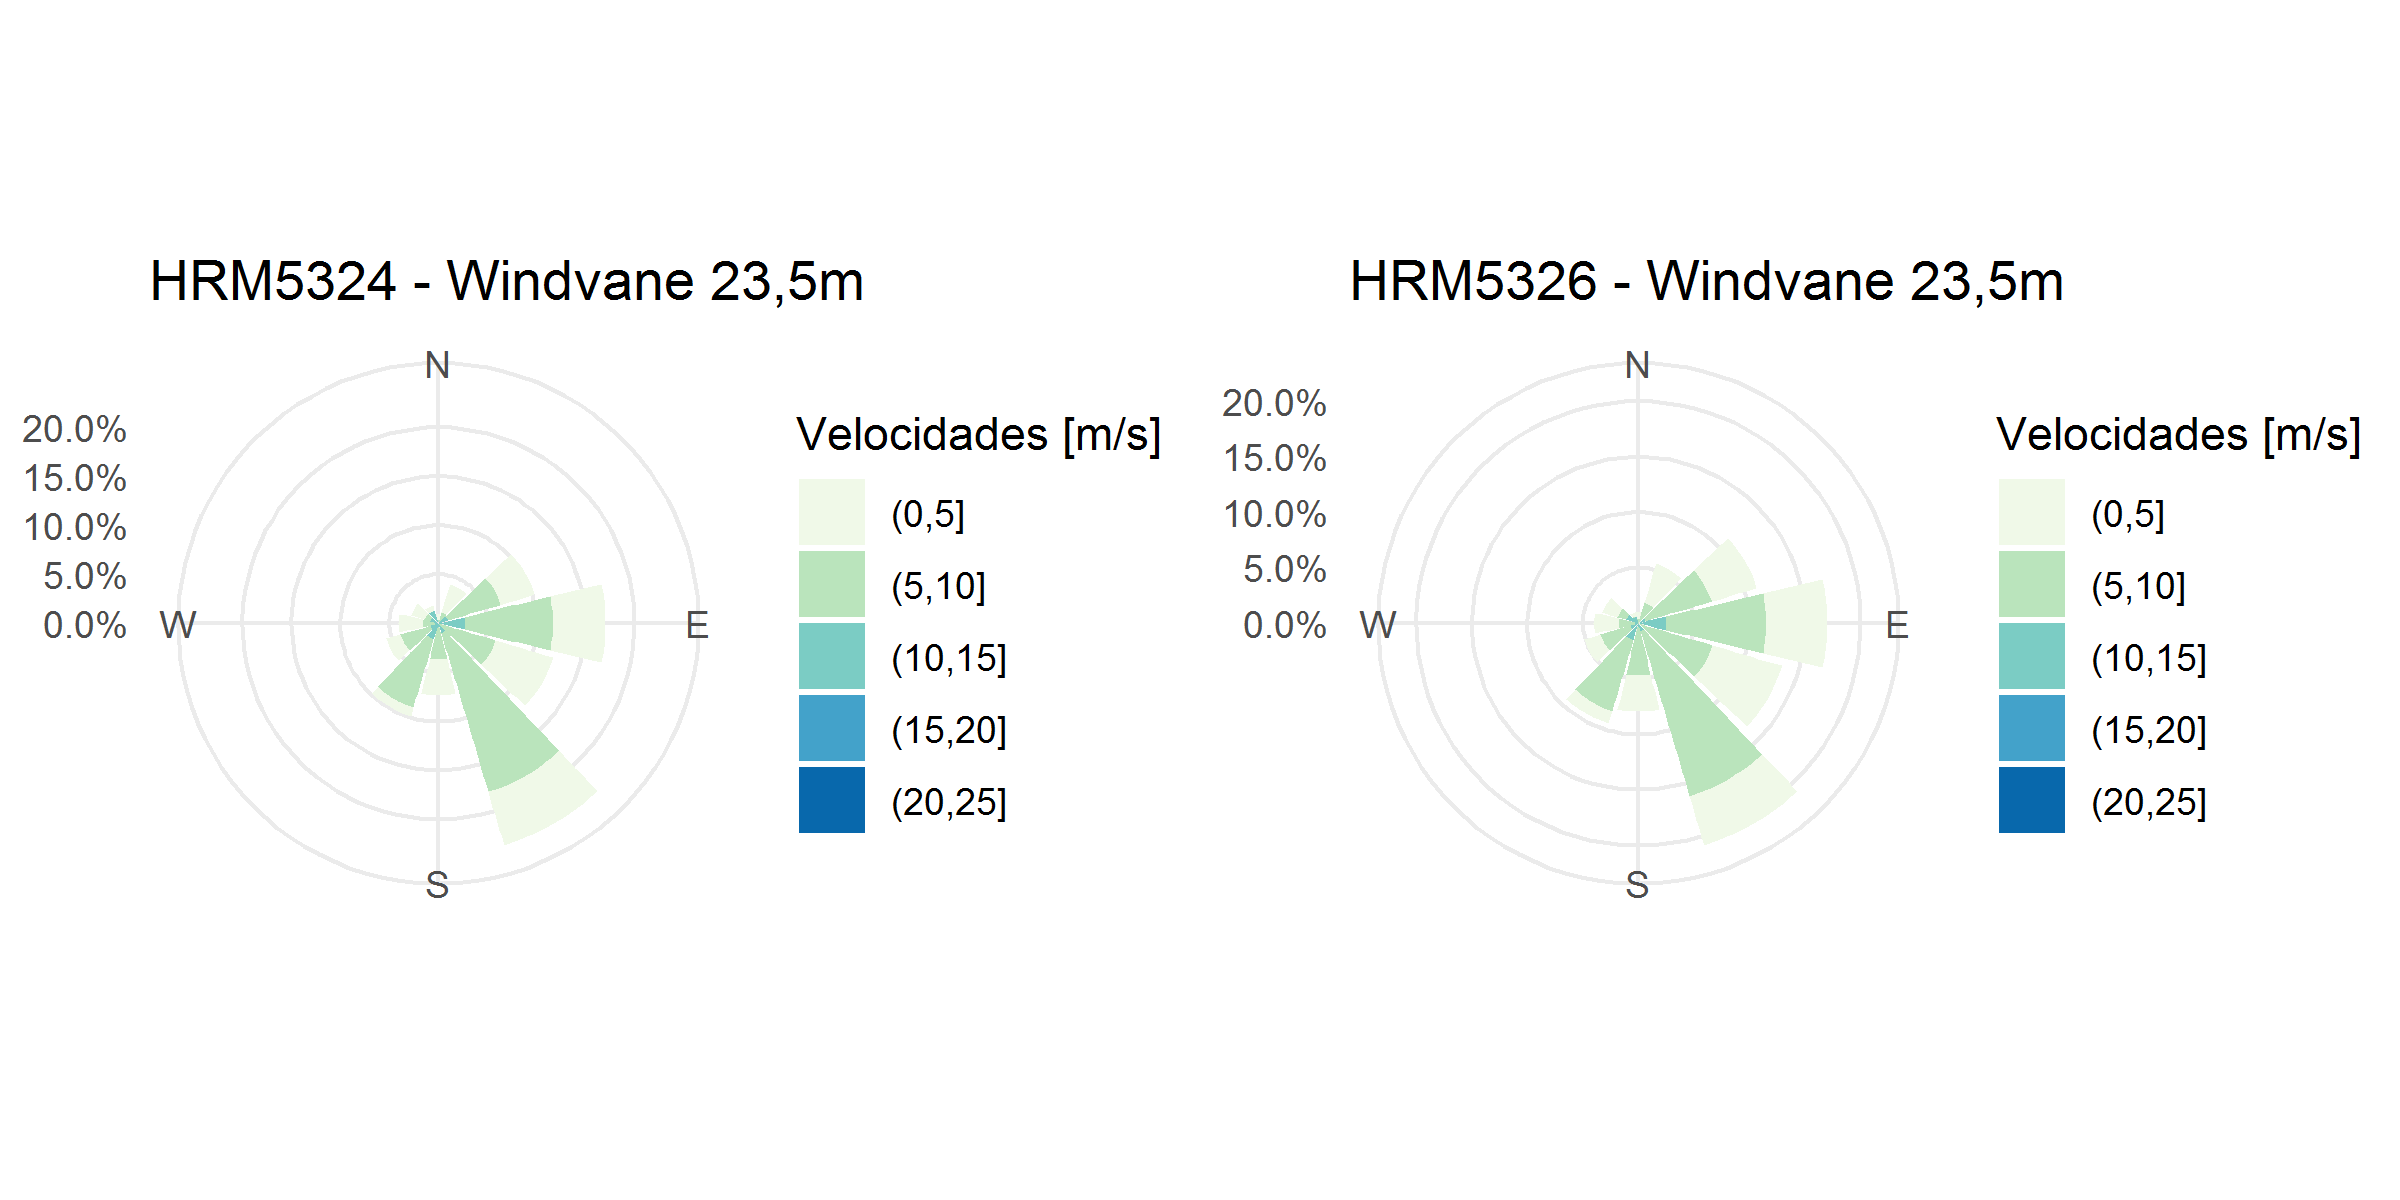 HRM5324 - Windvane 23,5m
N
20.0%
15.0%
10.0%
5.0%
0.0%
W
E
S
Velocidades [m/s]
(0,5]
(5,10]
(10,15]
(15,20]
(20,25]
HRM5326 - Windvane 23,5m
N
20.0%
15.0%
10.0%
5.0%
0.0%
W
E
S
Velocidades [m/s]
(0,5]
(5,10]
(10,15]
(15,20]
(20,25]